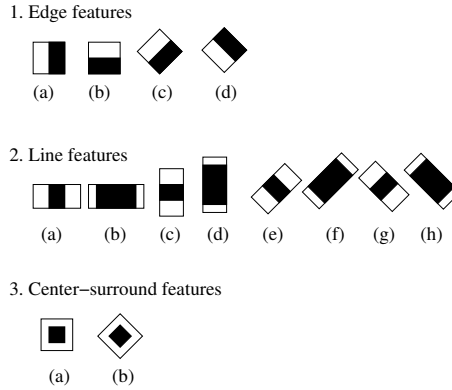 1. Edge features
(a) (b) (c) (d)
2. Line features
(a) (b) (c) (d) (e) (f) (g) (h)
3. Center−surround features
(a) (b)